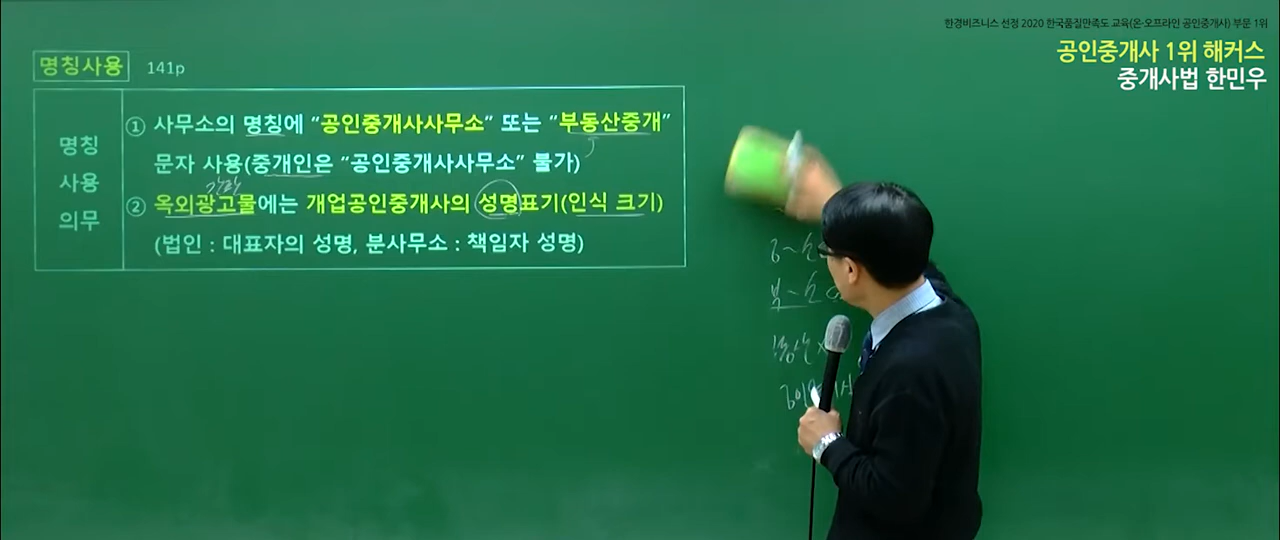 한경비즈니스 선정 2020 한국품질만족도 교육(온·오프라인 공인중개사) 부문 1위
공인중개사 1위 해커스
중개사법 한민우
명칭사용 141p
명칭
사용
의무
① 사무소의 명칭에 “공인중개사사무소” 또는 “부동산중개”
문자 사용(중개인은 “공인중개사사무소” 불가)
간판
② 옥외광고물에는 개업공인중개사의 성명표기(인식 크기)
(법인 : 대표자의 성명, 분사무소 : 책임자 성명)